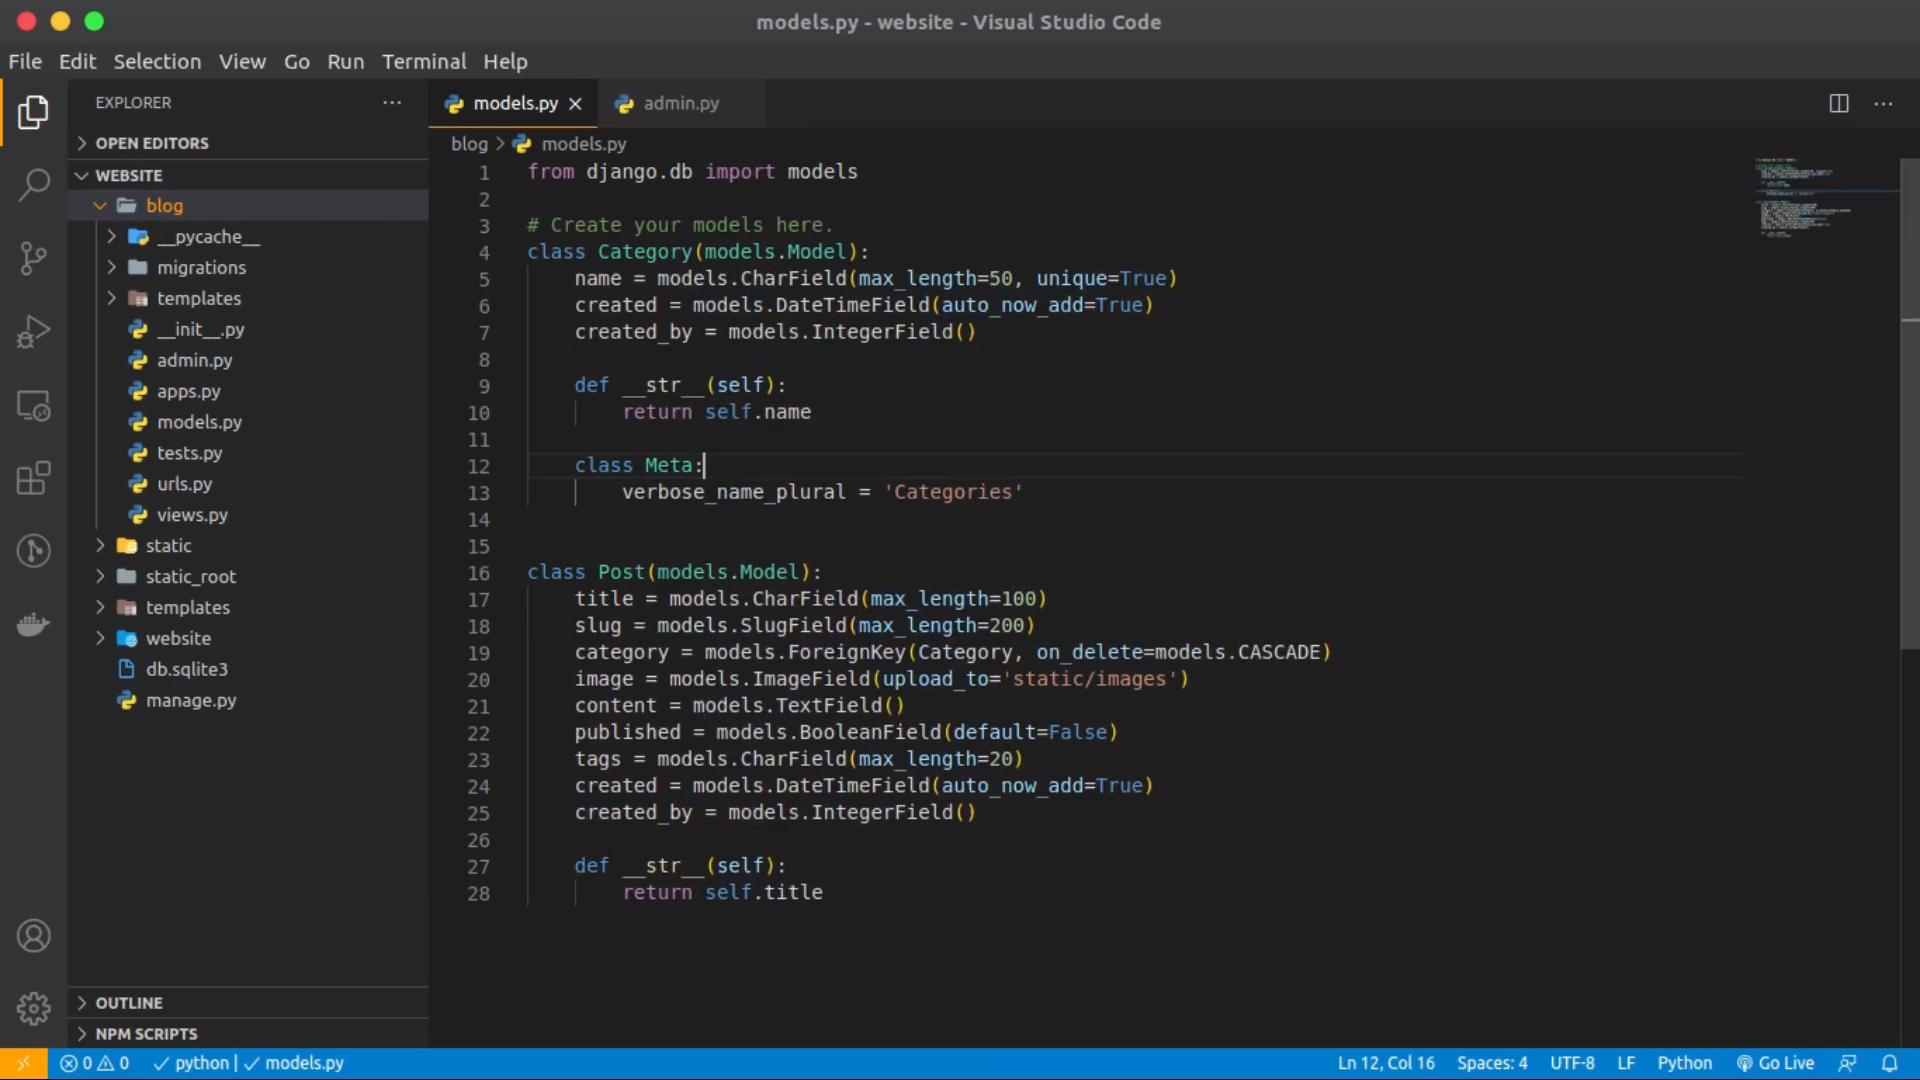 models.py - website - Visual Studio Code
File Edit Selection View Go Run Terminal Help
EXPLORER
OPEN EDITORS
WEBSITE
blog
__pycache__
migrations
templates
__init__.py
admin.py
apps.py
models.py
tests.py
urls.py
views.py
static
static_root
templates
website
db.sqlite3
manage.py
OUTLINE
NPM SCRIPTS
models.py admin.py
blog > models.py
1 from django.db import models
2
3 # Create your models here.
4 class Category(models.Model):
5     name = models.CharField(max_length=50, unique=True)
6     created = models.DateTimeField(auto_now_add=True)
7     created_by = models.IntegerField()
8
9     def __str__(self):
10         return self.name
11
12     class Meta:
13         verbose_name_plural = 'Categories'
14
15
16 class Post(models.Model):
17     title = models.CharField(max_length=100)
18     slug = models.SlugField(max_length=200)
19     category = models.ForeignKey(Category, on_delete=models.CASCADE)
20     image = models.ImageField(upload_to='static/images')
21     content = models.TextField()
22     published = models.BooleanField(default=False)
23     tags = models.CharField(max_length=20)
24     created = models.DateTimeField(auto_now_add=True)
25     created_by = models.IntegerField()
26
27     def __str__(self):
28         return self.title
0 0 python | models.py Ln 12, Col 16 Spaces: 4 UTF-8 LF Python Go Live